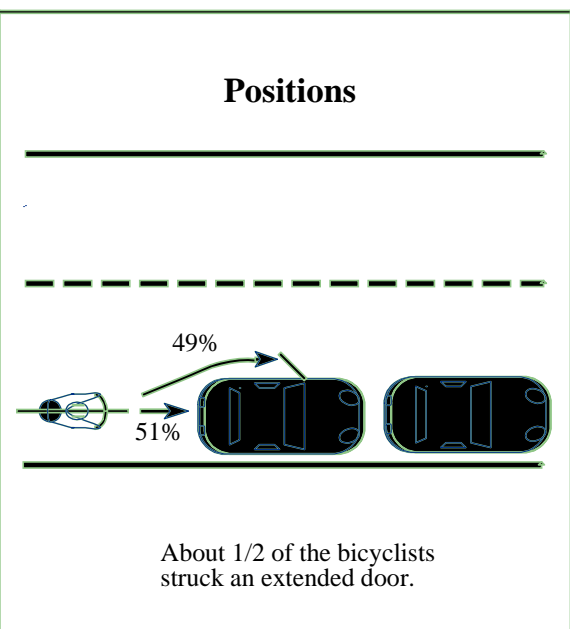 Positions
49%
51%
About 1/2 of the bicyclists
struck an extended door.